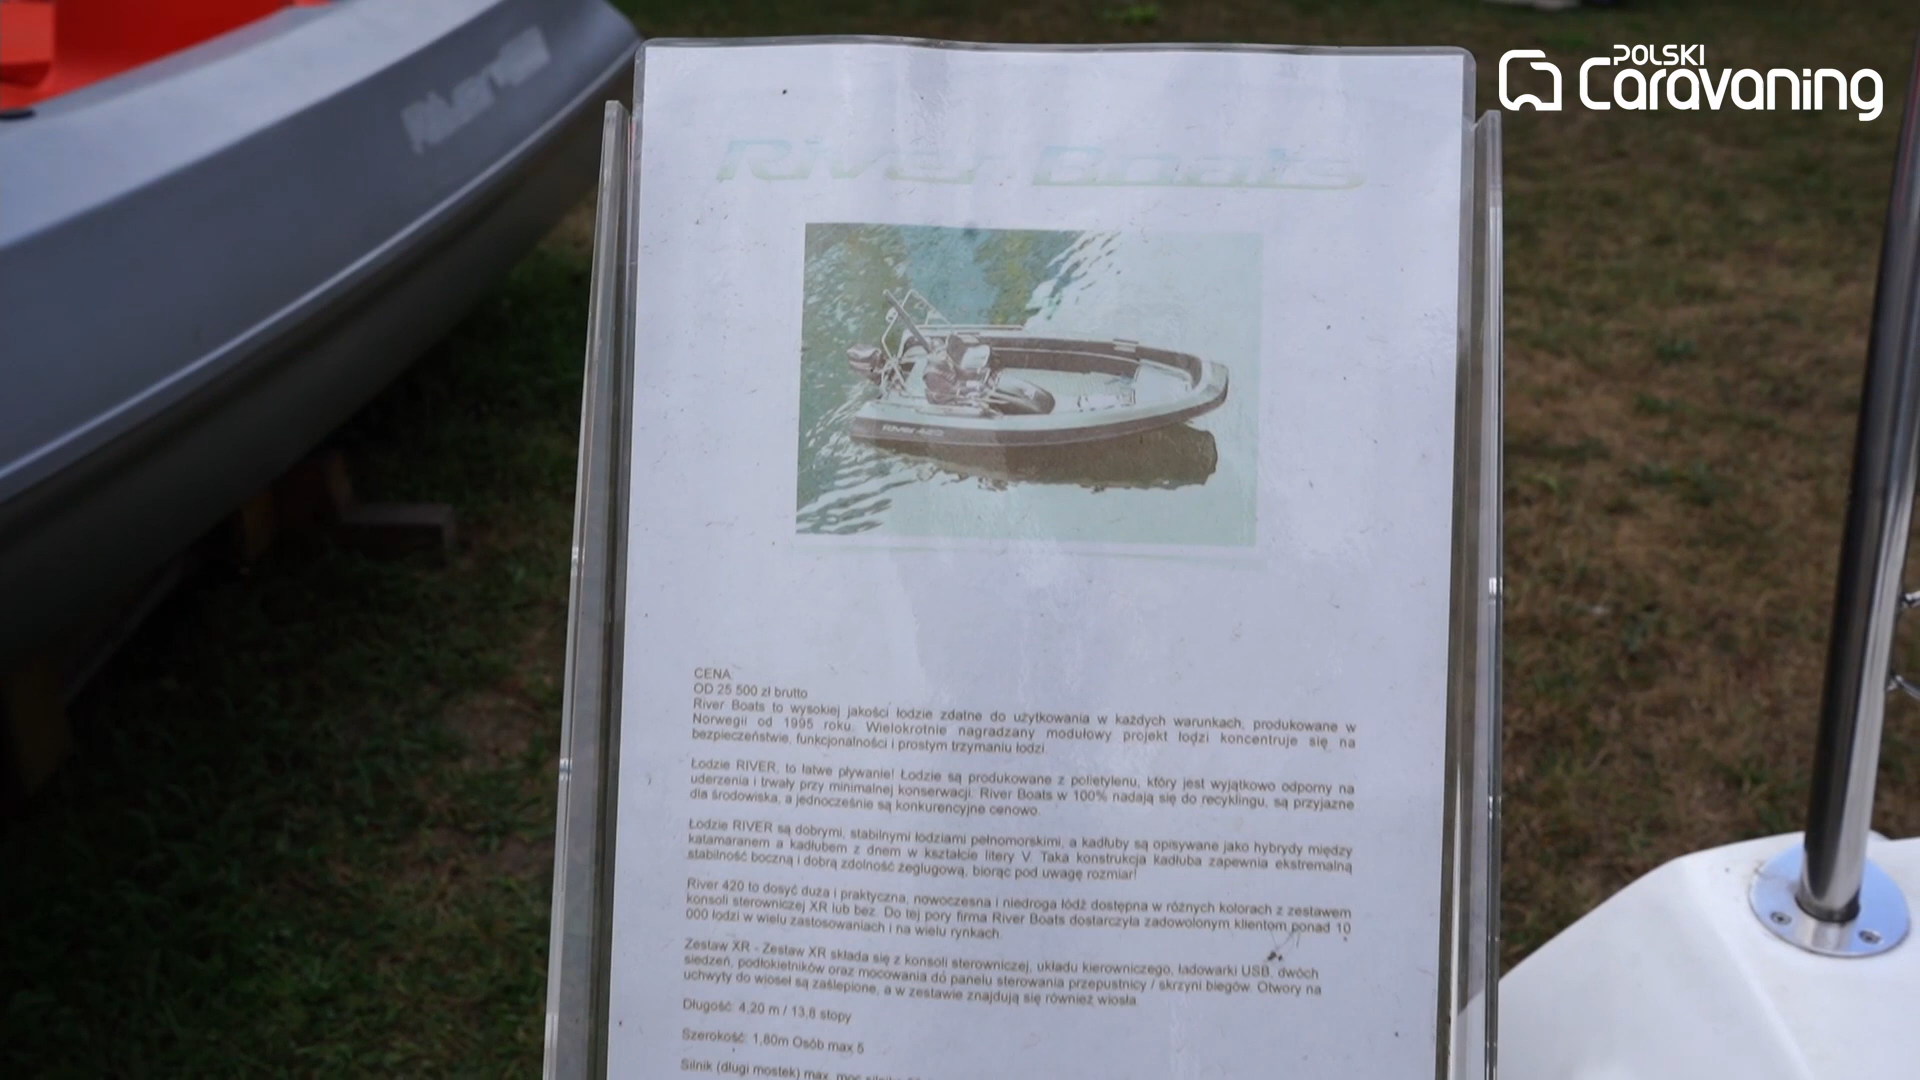 POLSKI
Caravaning
River
River Boats
River 420
CENA:
OD 25 500 zł brutto
River Boats to wysokiej jakości łodzie zdatne do użytkowania w każdych warunkach, produkowane w
Norwegii od 1995 roku. Wielokrotnie nagradzany modułowy projekt łodzi koncentruje się na
bezpieczeństwie, funkcjonalności i prostym trzymaniu łodzi.
Łodzie RIVER, to łatwe pływanie! Łodzie są produkowane z polietylenu, który jest wyjątkowo odporny na
uderzenia i trwały przy minimalnej konserwacji. River Boats w 100% nadają się do recyklingu, są przyjazne
dla środowiska, a jednocześnie są konkurencyjne cenowo.
Łodzie RIVER są dobrymi, stabilnymi łodziami pełnomorskimi, a kadłuby są opisywane jako hybrydy między
katamaranem a kadłubem z dnem w kształcie litery V. Taka konstrukcja kadłuba zapewnia ekstremalną
stabilność boczną i dobrą zdolność żeglugową, biorąc pod uwagę rozmiar!
River 420 to dosyć duża i praktyczna, nowoczesna i niedroga łódź dostępna w różnych kolorach z zestawem
konsoli sterowniczej XR lub bez. Do tej pory firma River Boats dostarczyła zadowolonym klientom ponad 10
000 łodzi w wielu zastosowaniach i na wielu rynkach.
Zestaw XR - Zestaw XR składa się z konsoli sterowniczej, układu kierowniczego, ładowarki USB, dwóch
siedzeń, podłokietników oraz mocowania do panelu sterowania przepustnicy / skrzyni biegów. Otwory na
uchwyty do wioseł są zaślepione, a w zestawie znajdują się również wiosła.
Długość: 4,20 m / 13,8 stopy
Szerokość: 1,80m Osób max 5
Silnik (długi mostek) max. moc